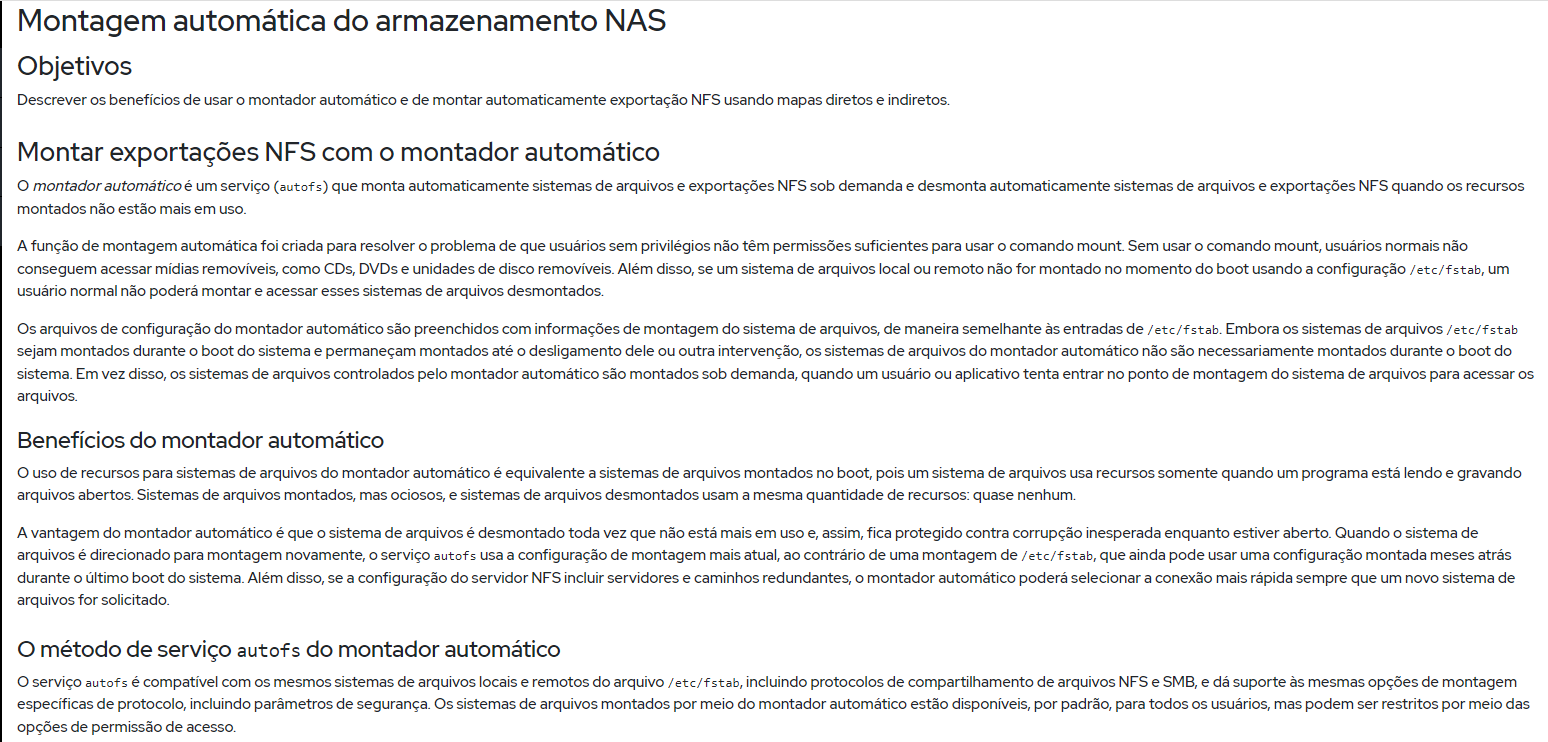 Montagem automática do armazenamento NAS
Objetivos
Descrever os benefícios de usar o montador automático e de montar automaticamente exportação NFS usando mapas diretos e indiretos.
Montar exportações NFS com o montador automático
O montador automático é um serviço (autofs) que monta automaticamente sistemas de arquivos e exportações NFS sob demanda e desmonta automaticamente sistemas de arquivos e exportações NFS quando os recursos
montados não estão mais em uso.
A função de montagem automática foi criada para resolver o problema de que usuários sem privilégios não têm permissões suficientes para usar o comando mount. Sem usar o comando mount, usuários normais não
conseguem acessar mídias removíveis, como CDs, DVDs e unidades de disco removíveis. Além disso, se um sistema de arquivos local ou remoto não for montado no momento do boot usando a configuração /etc/fstab, um
usuário normal não poderá montar e acessar esses sistemas de arquivos desmontados.
Os arquivos de configuração do montador automático são preenchidos com informações de montagem do sistema de arquivos, de maneira semelhante às entradas de /etc/fstab. Embora os sistemas de arquivos /etc/fstab
sejam montados durante o boot do sistema e permaneçam montados até o desligamento dele ou outra intervenção, os sistemas de arquivos do montador automático não são necessariamente montados durante o boot do
sistema. Em vez disso, os sistemas de arquivos controlados pelo montador automático são montados sob demanda, quando um usuário ou aplicativo tenta entrar no ponto de montagem do sistema de arquivos para acessar os
arquivos.
Benefícios do montador automático
O uso de recursos para sistemas de arquivos do montador automático é equivalente a sistemas de arquivos montados no boot, pois um sistema de arquivos usa recursos somente quando um programa está lendo e gravando
arquivos abertos. Sistemas de arquivos montados, mas ociosos, e sistemas de arquivos desmontados usam a mesma quantidade de recursos: quase nenhum.
A vantagem do montador automático é que o sistema de arquivos é desmontado toda vez que não está mais em uso e, assim, fica protegido contra corrupção inesperada enquanto estiver aberto. Quando o sistema de
arquivos é direcionado para montagem novamente, o serviço autofs usa a configuração de montagem mais atual, ao contrário de uma montagem de /etc/fstab, que ainda pode usar uma configuração montada meses atrás
durante o último boot do sistema. Além disso, se a configuração do servidor NFS incluir servidores e caminhos redundantes, o montador automático poderá selecionar a conexão mais rápida sempre que um novo sistema de
arquivos for solicitado.
O método de serviço autofs do montador automático
O serviço autofs é compatível com os mesmos sistemas de arquivos locais e remotos do arquivo /etc/fstab, incluindo protocolos de compartilhamento de arquivos NFS e SMB, e dá suporte às mesmas opções de montagem
específicas de protocolo, incluindo parâmetros de segurança. Os sistemas de arquivos montados por meio do montador automático estão disponíveis, por padrão, para todos os usuários, mas podem ser restritos por meio das
opções de permissão de acesso.